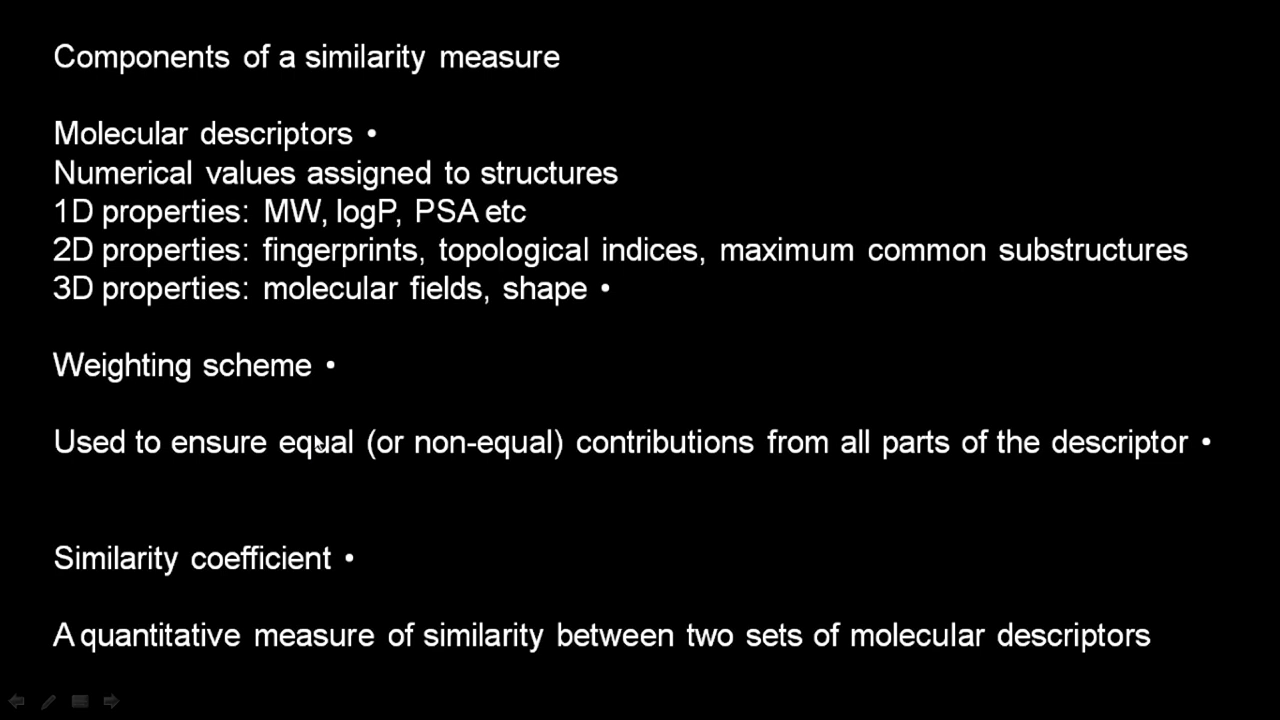 Components of a similarity measure
Molecular descriptors •
Numerical values assigned to structures
1D properties: MW, logP, PSA etc
2D properties: fingerprints, topological indices, maximum common substructures
3D properties: molecular fields, shape •
Weighting scheme •
Used to ensure equal (or non-equal) contributions from all parts of the descriptor •
Similarity coefficient •
A quantitative measure of similarity between two sets of molecular descriptors